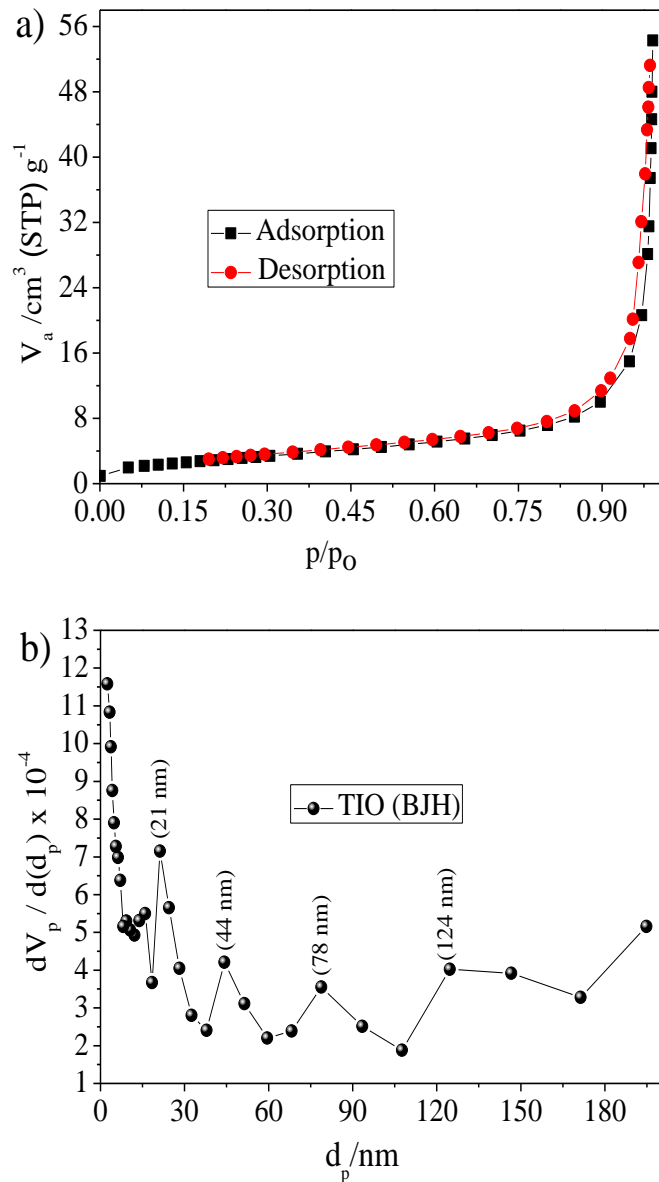 a)
56
48
40
32
24
16
8
0
V_a /cm^3 (STP) g^-1
Adsorption
Desorption
0.00 0.15 0.30 0.45 0.60 0.75 0.90
p/p_o
b)
13
12
11
10
9
8
7
6
5
4
3
2
1
dV_p / d(d_p) x 10^-4
TIO (BJH)
(21 nm)
(44 nm)
(78 nm)
(124 nm)
0 30 60 90 120 150 180
d_p/nm